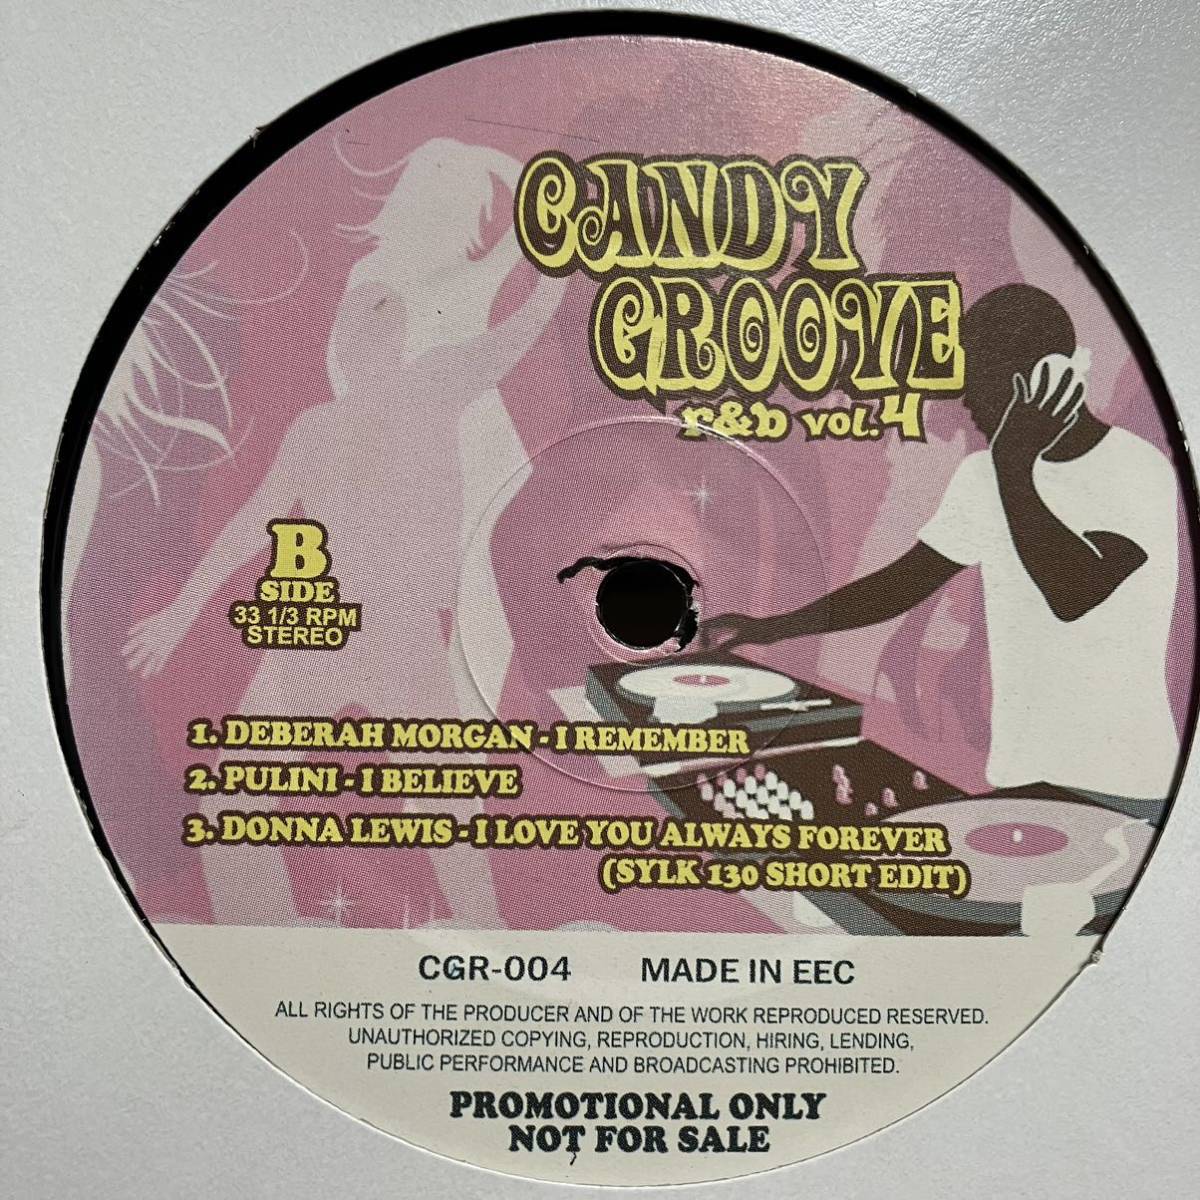 CANDY
GROOVE
r&b vol.4
B
SIDE
33 1/3 RPM
STEREO
1. DEBERAH MORGAN - I REMEMBER
2. PULINI - I BELIEVE
3. DONNA LEWIS - I LOVE YOU ALWAYS FOREVER
(SYLK 130 SHORT EDIT)
CGR-004 MADE IN EEC
ALL RIGHTS OF THE PRODUCER AND OF THE WORK REPRODUCED RESERVED.
UNAUTHORIZED COPYING, REPRODUCTION, HIRING, LENDING,
PUBLIC PERFORMANCE AND BROADCASTING PROHIBITED.
PROMOTIONAL ONLY
NOT FOR SALE